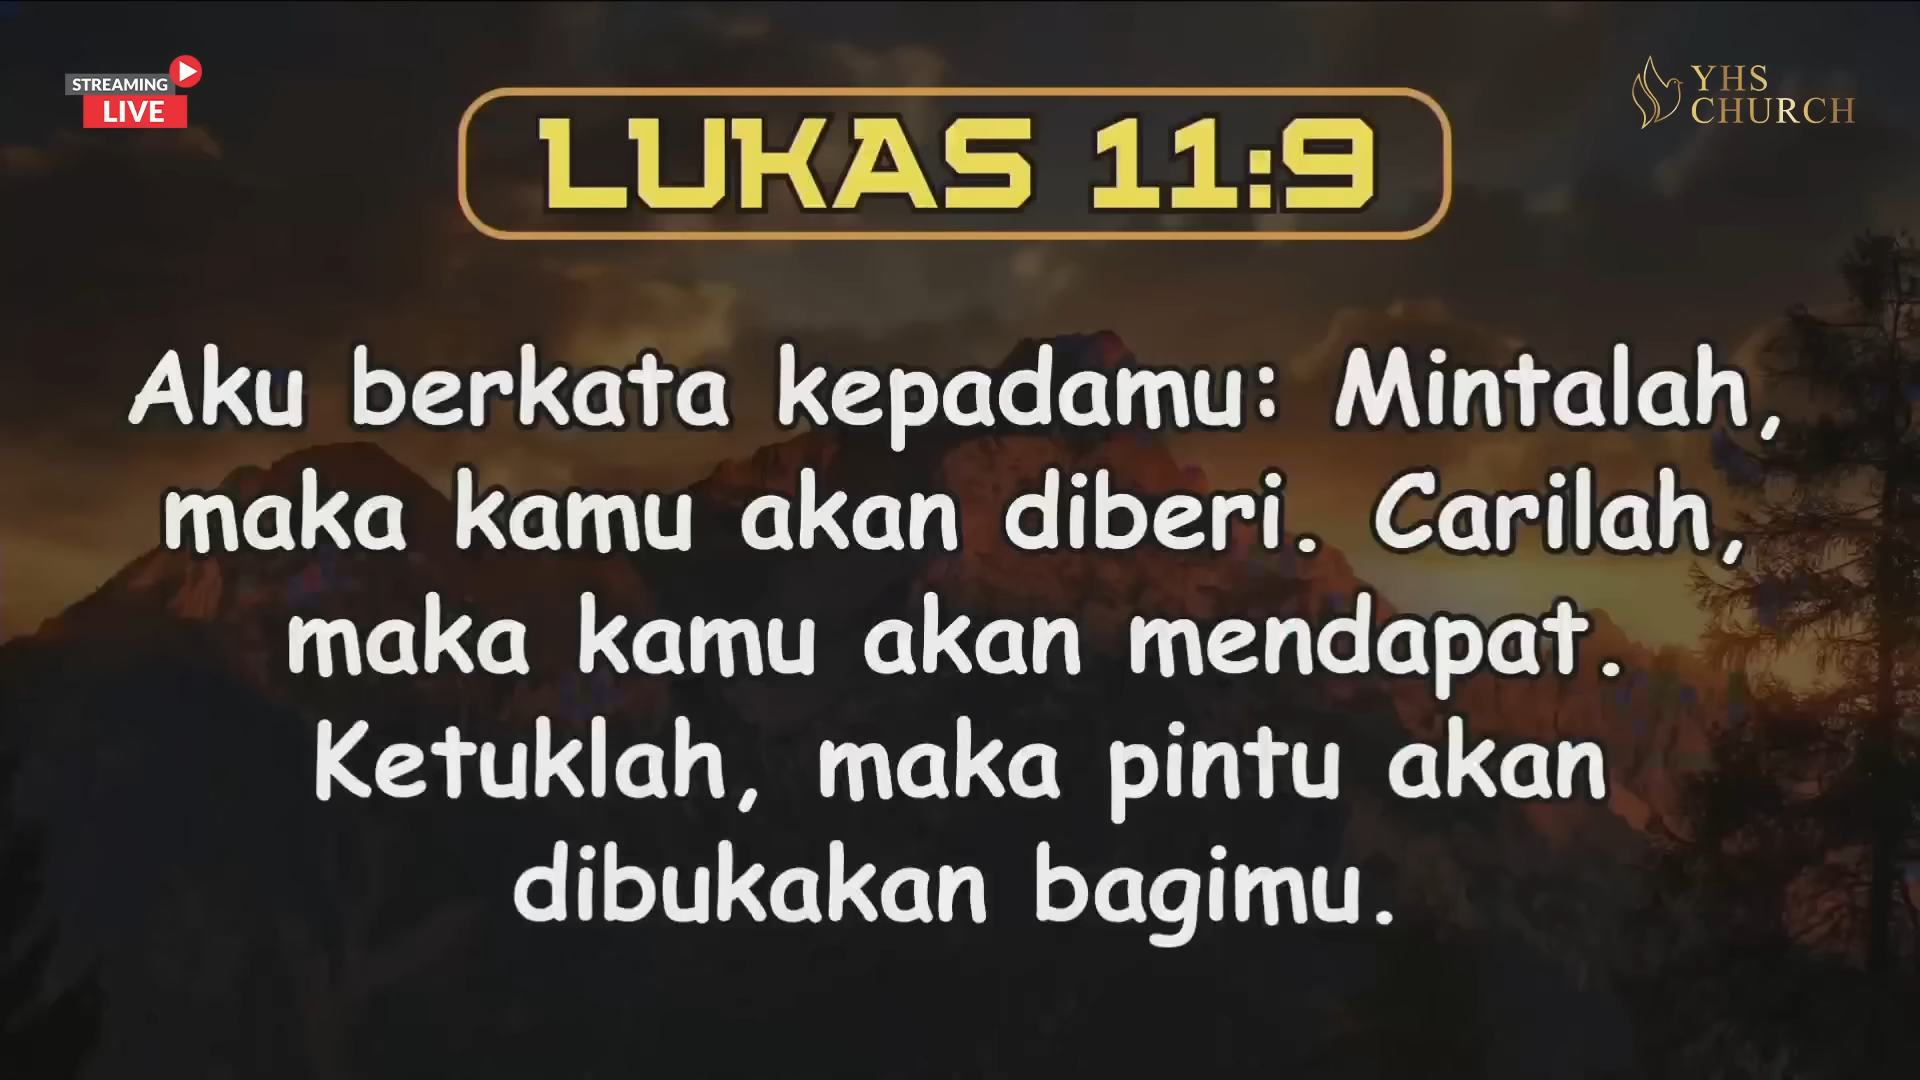 STREAMING
LIVE
YHS
CHURCH
LUKAS 11:9
Aku berkata kepadamu: Mintalah,
maka kamu akan diberi. Carilah,
maka kamu akan mendapat.
Ketuklah, maka pintu akan
dibukakan bagimu.